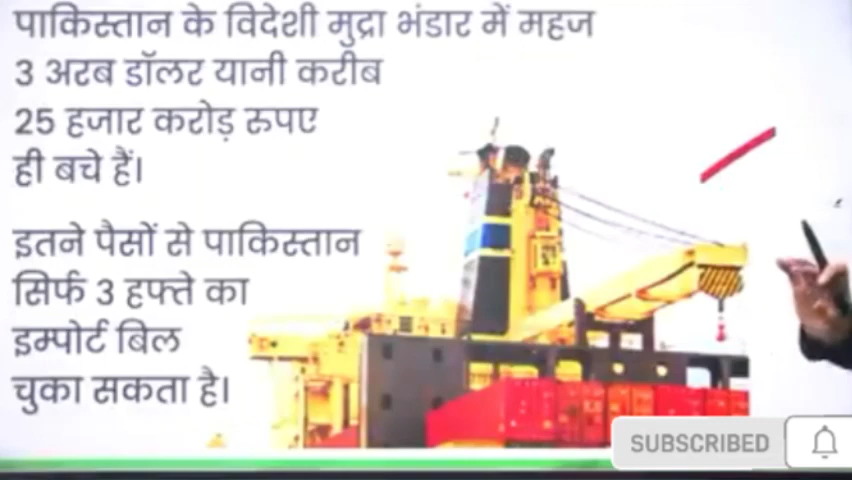 पाकिस्तान के विदेशी मुद्रा भंडार में महज
3 अरब डॉलर यानी करीब
25 हजार करोड़ रुपए
ही बचे हैं।
इतने पैसों से पाकिस्तान
सिर्फ 3 हफ्ते का
इम्पोर्ट बिल
चुका सकता है।
SUBSCRIBED